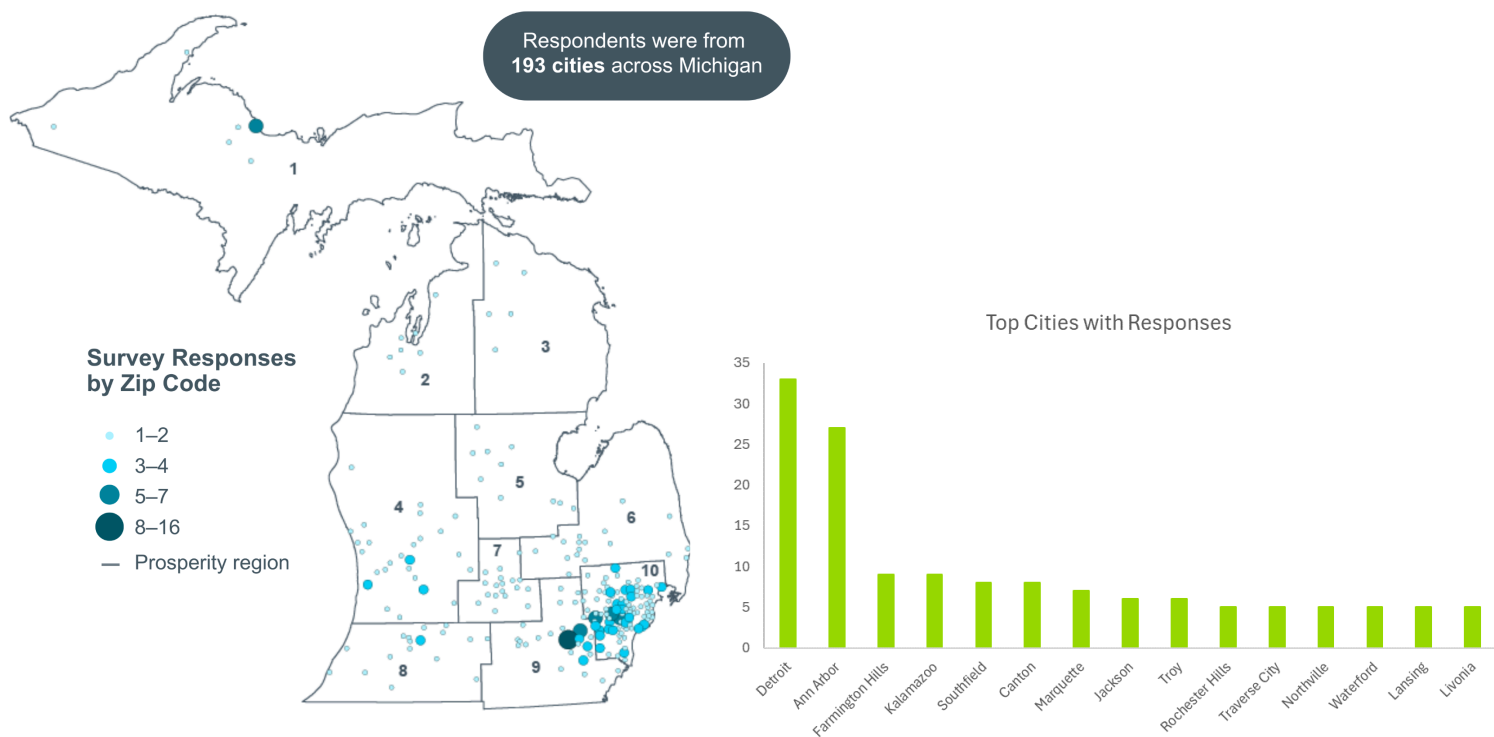 Respondents were from
193 cities across Michigan
1
2
3
4
5
6
7
8
9
10
Survey Responses
by Zip Code
1–2
3–4
5–7
8–16
Prosperity region
Top Cities with Responses
35
30
25
20
15
10
5
0
Detroit
Ann Arbor
Farmington Hills
Kalamazoo
Southfield
Canton
Marquette
Jackson
Troy
Rochester Hills
Traverse City
Northville
Waterford
Lansing
Livonia